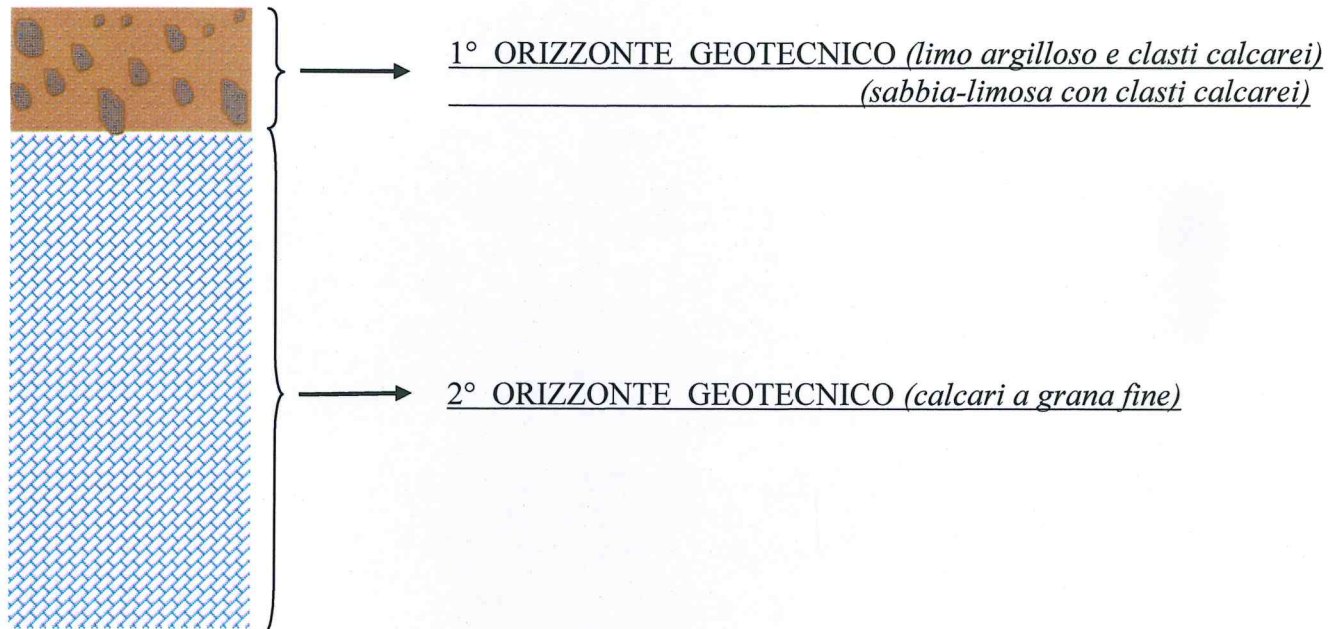 1° ORIZZONTE GEOTECNICO (limo argilloso e clasti calcarei)
(sabbia-limosa con clasti calcarei)
2° ORIZZONTE GEOTECNICO (calcari a grana fine)